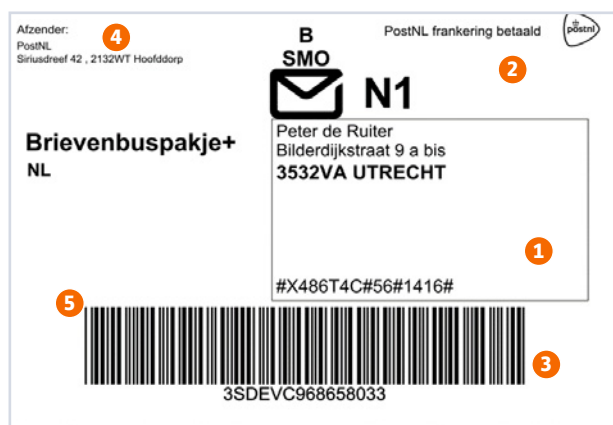 Afzender:
PostNL
Siriusdreef 42 , 2132WT Hoofddorp
4
B
SMO
PostNL frankering betaald
postnl
2
N1
Brievenbuspakje+
NL
Peter de Ruiter
Bilderdijkstraat 9 a bis
3532VA UTRECHT
1
#X486T4C#56#1416#
5
3
3SDEVC968658033